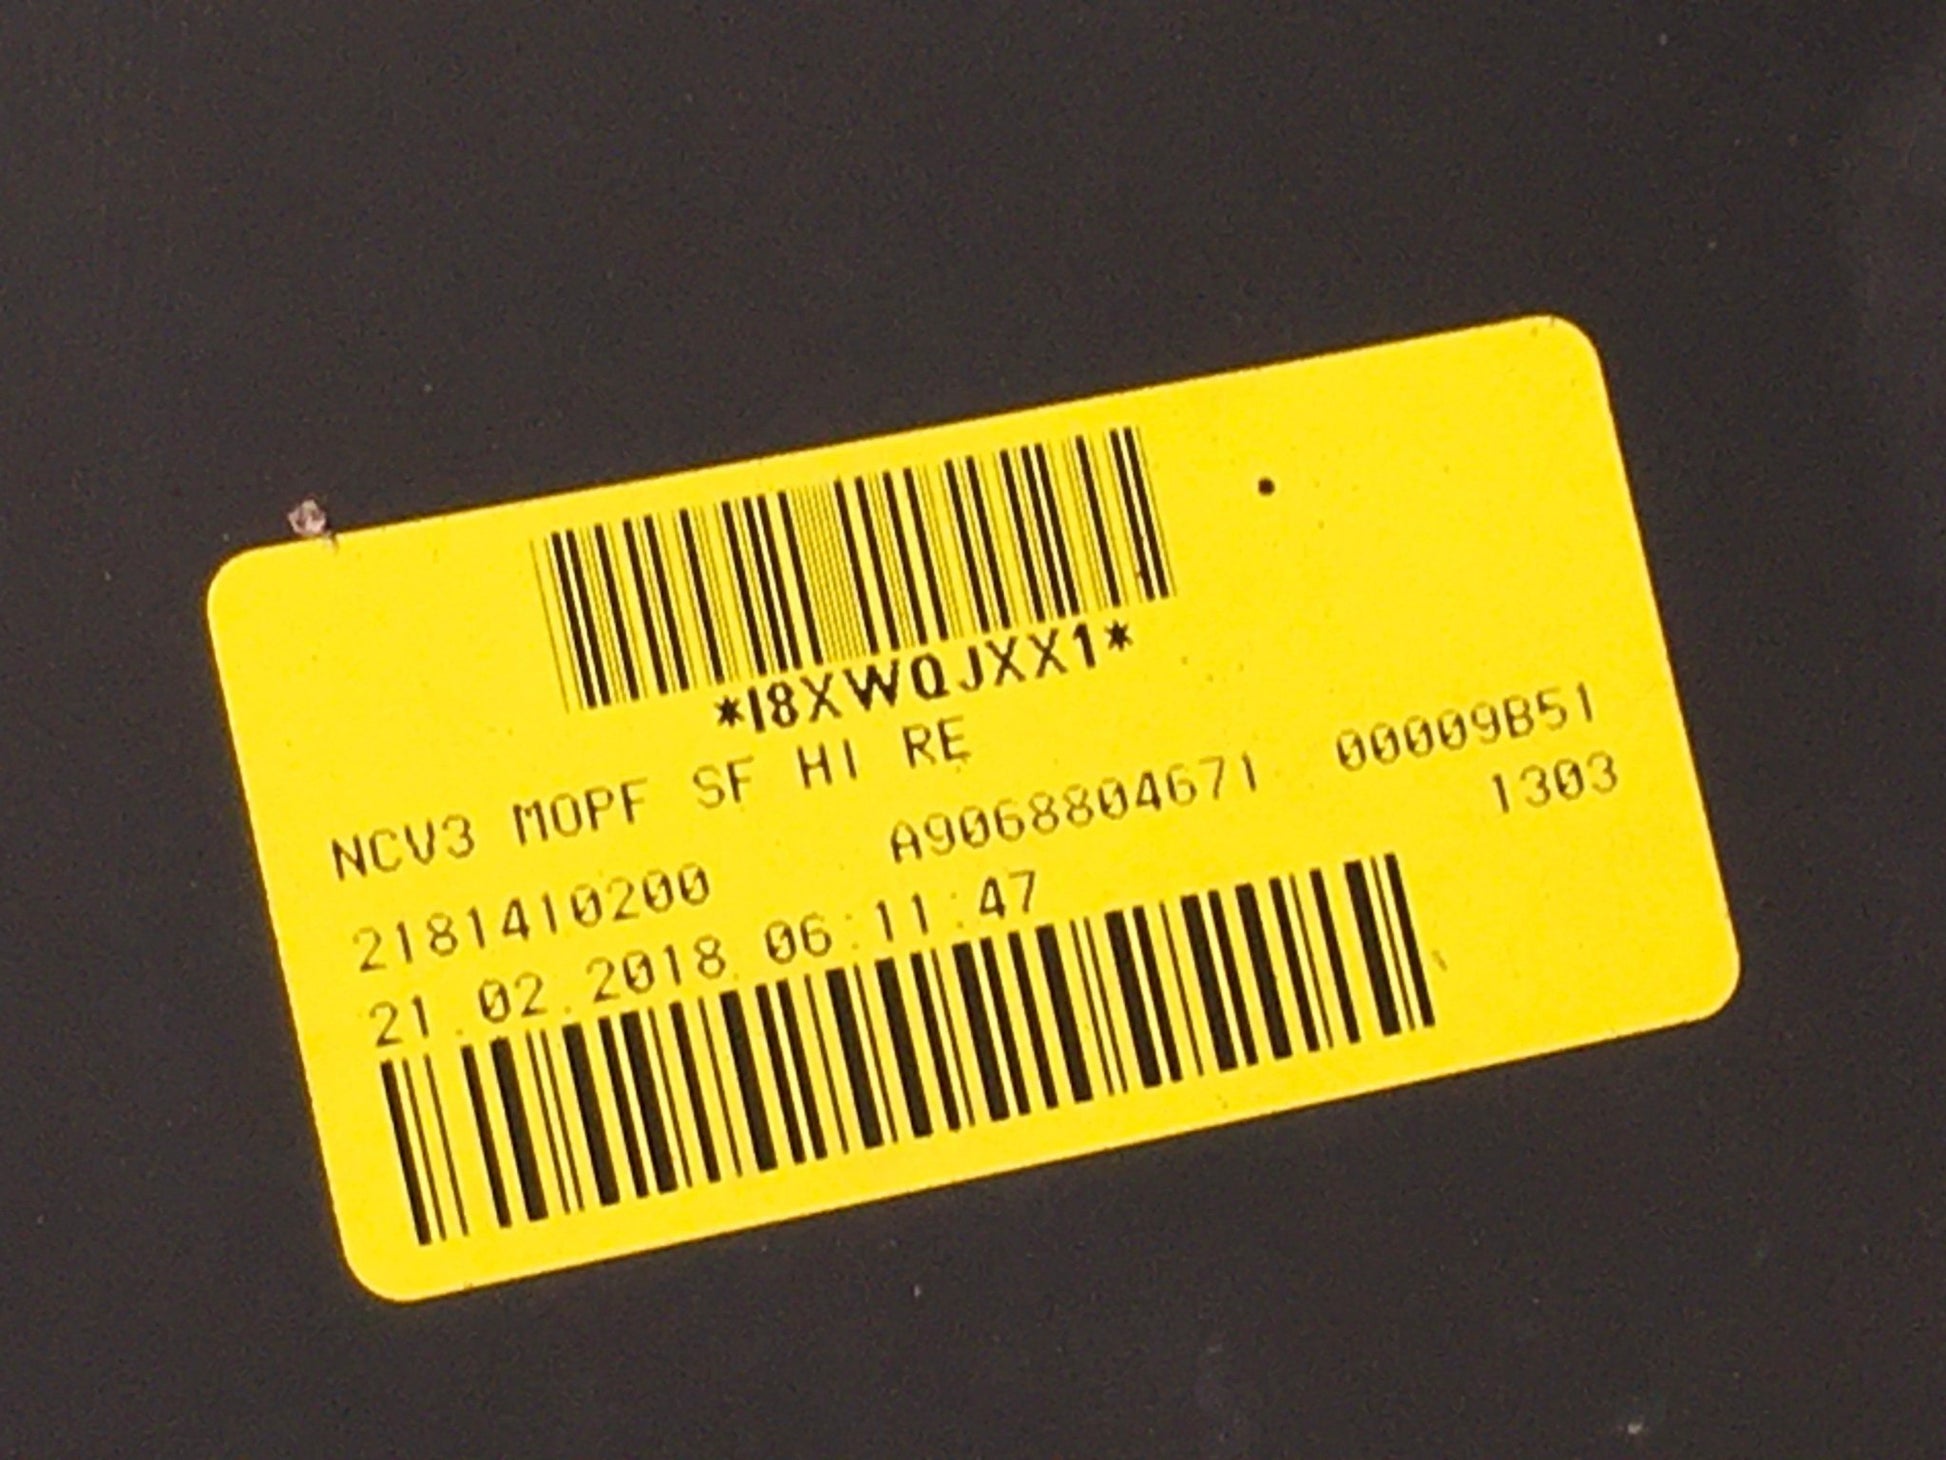 *I8XWQJXX1*
NCV3 MOPF SF HI RE
2181410200 A9068804671 00009B51
21.02.2018 06:11:47 1303